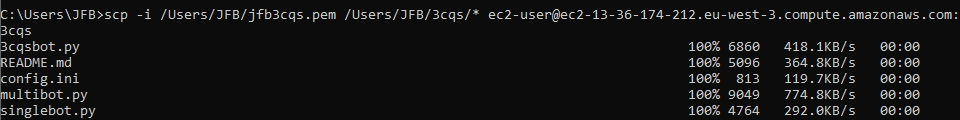 C:\Users\JFB>scp -i /Users/JFB/jfb3cqs.pem /Users/JFB/3cqs/* ec2-user@ec2-13-36-174-212.eu-west-3.compute.amazonaws.com:
3cqs
3cqsbot.py 100% 6860 418.1KB/s 00:00
README.md 100% 5096 364.8KB/s 00:00
config.ini 100% 813 119.7KB/s 00:00
multibot.py 100% 9049 774.8KB/s 00:00
singlebot.py 100% 4764 292.0KB/s 00:00